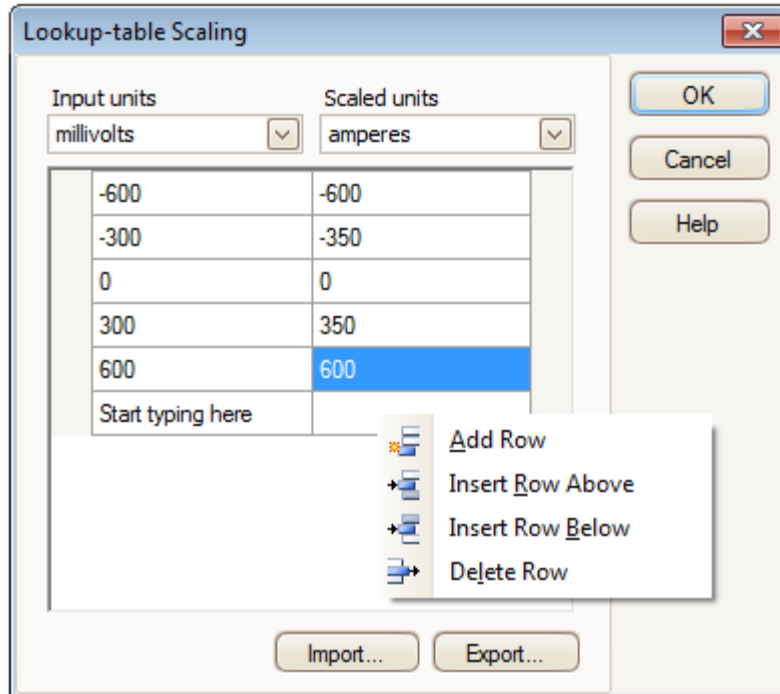 Lookup-table Scaling
Input units Scaled units
millivolts amperes
-600 -600
-300 -350
0 0
300 350
600 600
Start typing here
Add Row
Insert Row Above
Insert Row Below
Delete Row
Import... Export...
OK
Cancel
Help